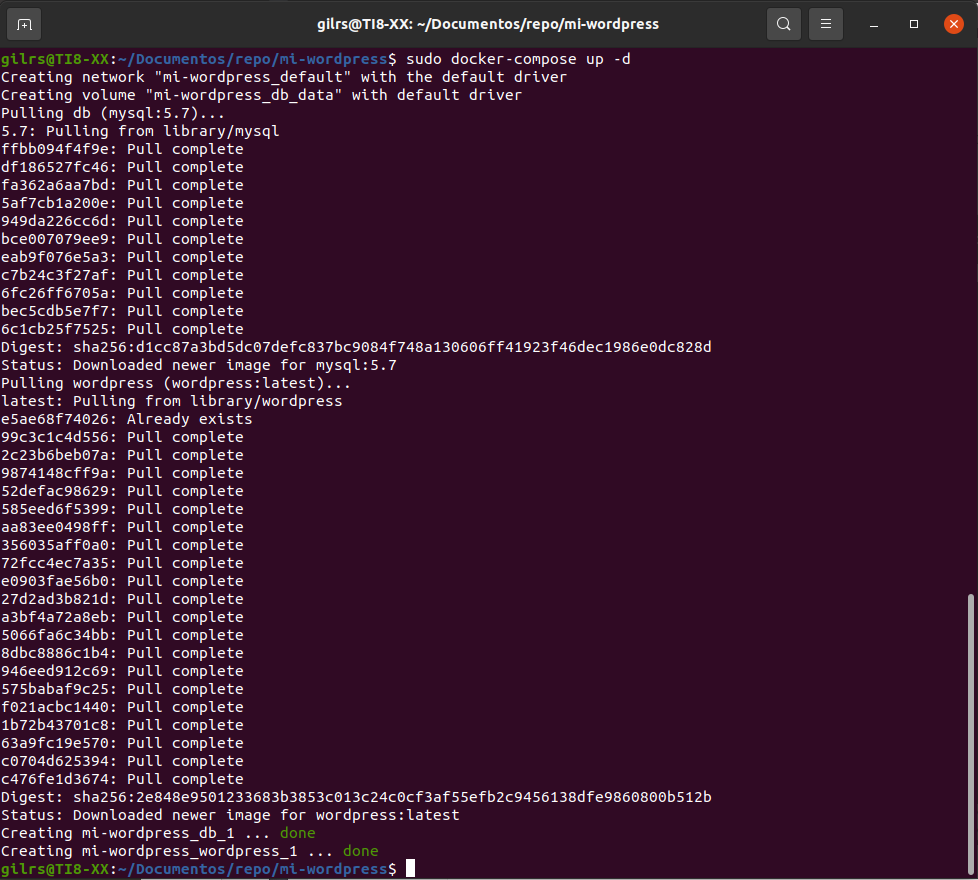 gilrs@TI8-XX: ~/Documentos/repo/mi-wordpress
gilrs@TI8-XX:~/Documentos/repo/mi-wordpress$ sudo docker-compose up -d
Creating network "mi-wordpress_default" with the default driver
Creating volume "mi-wordpress_db_data" with default driver
Pulling db (mysql:5.7)...
5.7: Pulling from library/mysql
ffbb094f4f9e: Pull complete
df186527fc46: Pull complete
fa362a6aa7bd: Pull complete
5af7cb1a200e: Pull complete
949da226cc6d: Pull complete
bce007079ee9: Pull complete
eab9f076e5a3: Pull complete
c7b24c3f27af: Pull complete
6fc26ff6705a: Pull complete
bec5cdb5e7f7: Pull complete
6c1cb25f7525: Pull complete
Digest: sha256:d1cc87a3bd5dc07defc837bc9084f748a130606ff41923f46dec1986e0dc828d
Status: Downloaded newer image for mysql:5.7
Pulling wordpress (wordpress:latest)...
latest: Pulling from library/wordpress
e5ae68f74026: Already exists
99c3c1c4d556: Pull complete
2c23b6beb07a: Pull complete
9874148cff9a: Pull complete
52defac98629: Pull complete
585eed6f5399: Pull complete
aa83ee0498ff: Pull complete
356035aff0a0: Pull complete
72fcc4ec7a35: Pull complete
e0903fae56b0: Pull complete
27d2ad3b821d: Pull complete
a3bf4a72a8eb: Pull complete
5066fa6c34bb: Pull complete
8dbc8886c1b4: Pull complete
946eed912c69: Pull complete
575babaf9c25: Pull complete
f021acbc1440: Pull complete
1b72b43701c8: Pull complete
63a9fc19e570: Pull complete
c0704d625394: Pull complete
c476fe1d3674: Pull complete
Digest: sha256:2e848e9501233683b3853c013c24c0cf3af55efb2c9456138dfe9860800b512b
Status: Downloaded newer image for wordpress:latest
Creating mi-wordpress_db_1 ... done
Creating mi-wordpress_wordpress_1 ... done
gilrs@TI8-XX:~/Documentos/repo/mi-wordpress$